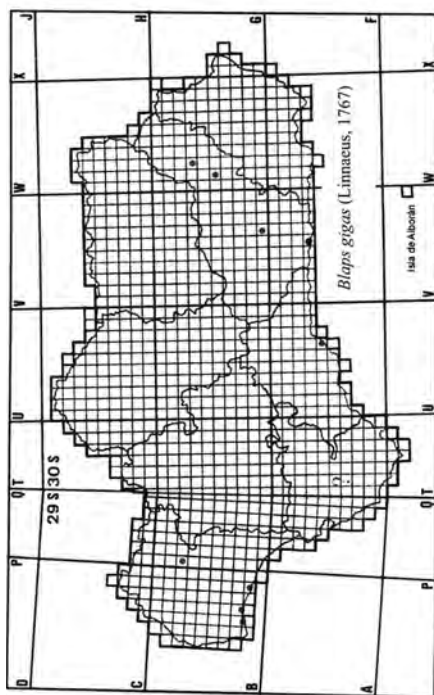 D P QT U V W X J
29 S 30 S
C H
B G
?
Blaps gigas (Linnaeus, 1767)
Isla de Alborán
A P QT U V W X F